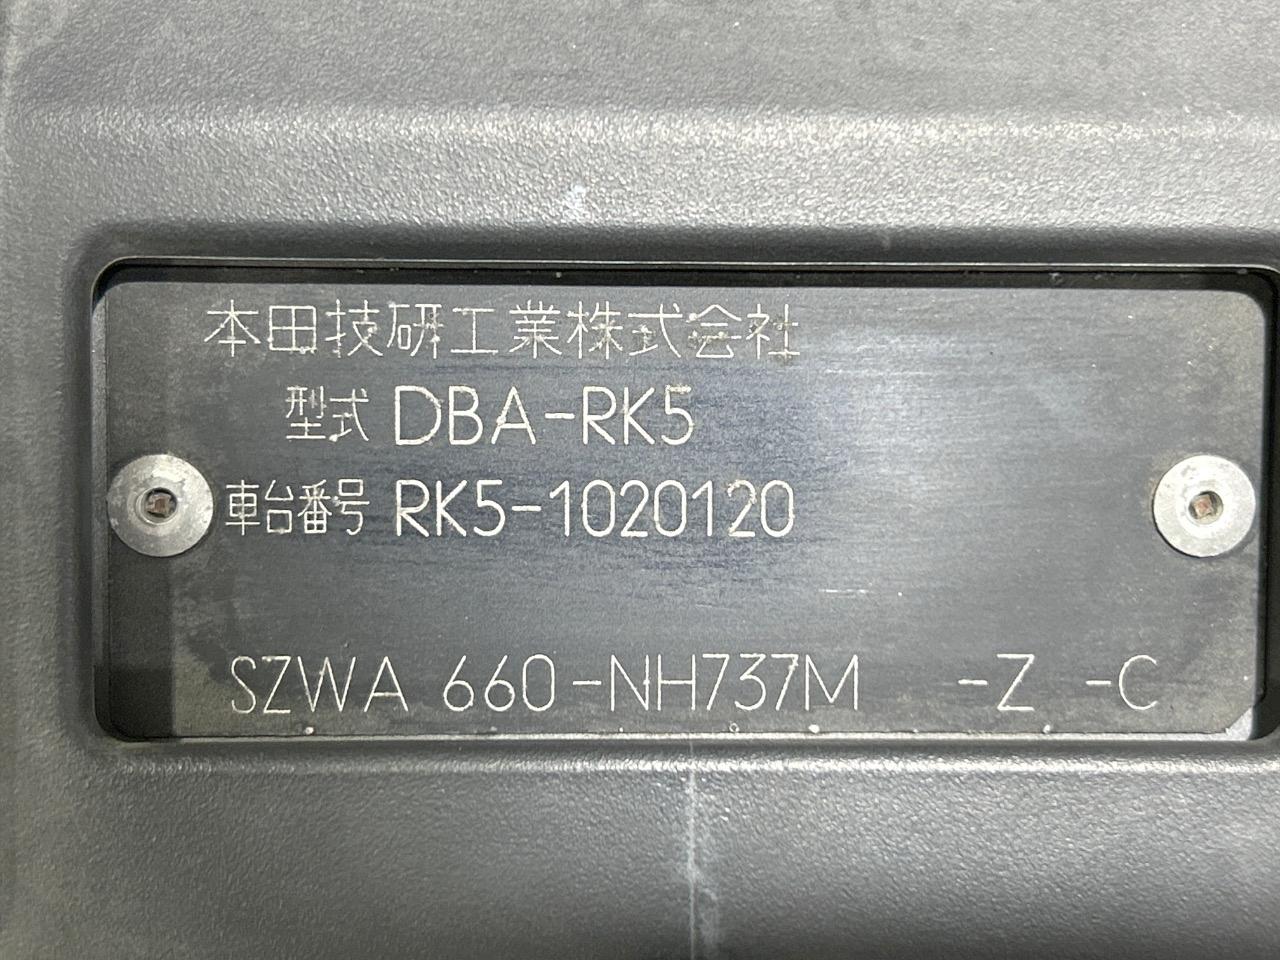 本田技研工業株式会社
型式 DBA-RK5
車台番号 RK5-1020120
SZWA 660-NH737M -Z -C